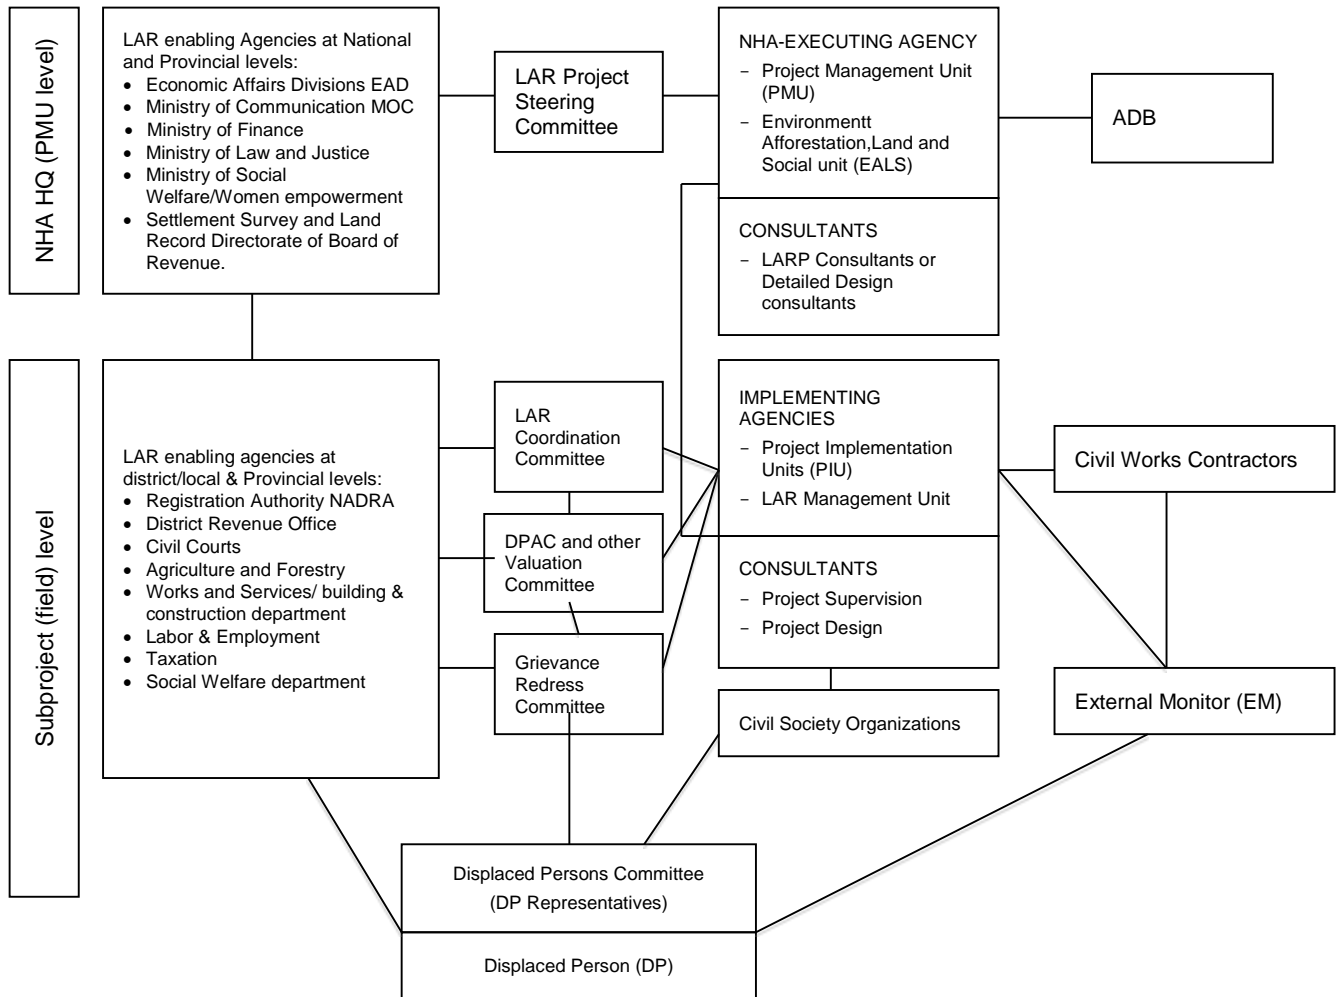 NHA HQ (PMU level)
LAR enabling Agencies at National
and Provincial levels:
• Economic Affairs Divisions EAD
• Ministry of Communication MOC
• Ministry of Finance
• Ministry of Law and Justice
• Ministry of Social
Welfare/Women empowerment
• Settlement Survey and Land
Record Directorate of Board of
Revenue.
LAR Project
Steering
Committee
NHA-EXECUTING AGENCY
− Project Management Unit
(PMU)
− Environmentt
Afforestation,Land and
Social unit (EALS)
CONSULTANTS
− LARP Consultants or
Detailed Design
consultants
ADB
Subproject (field) level
LAR enabling agencies at
district/local & Provincial levels:
• Registration Authority NADRA
• District Revenue Office
• Civil Courts
• Agriculture and Forestry
• Works and Services/ building &
construction department
• Labor & Employment
• Taxation
• Social Welfare department
LAR
Coordination
Committee
DPAC and other
Valuation
Committee
Grievance
Redress
Committee
IMPLEMENTING
AGENCIES
− Project Implementation
Units (PIU)
− LAR Management Unit
CONSULTANTS
− Project Supervision
− Project Design
Civil Society Organizations
Civil Works Contractors
External Monitor (EM)
Displaced Persons Committee
(DP Representatives)
Displaced Person (DP)